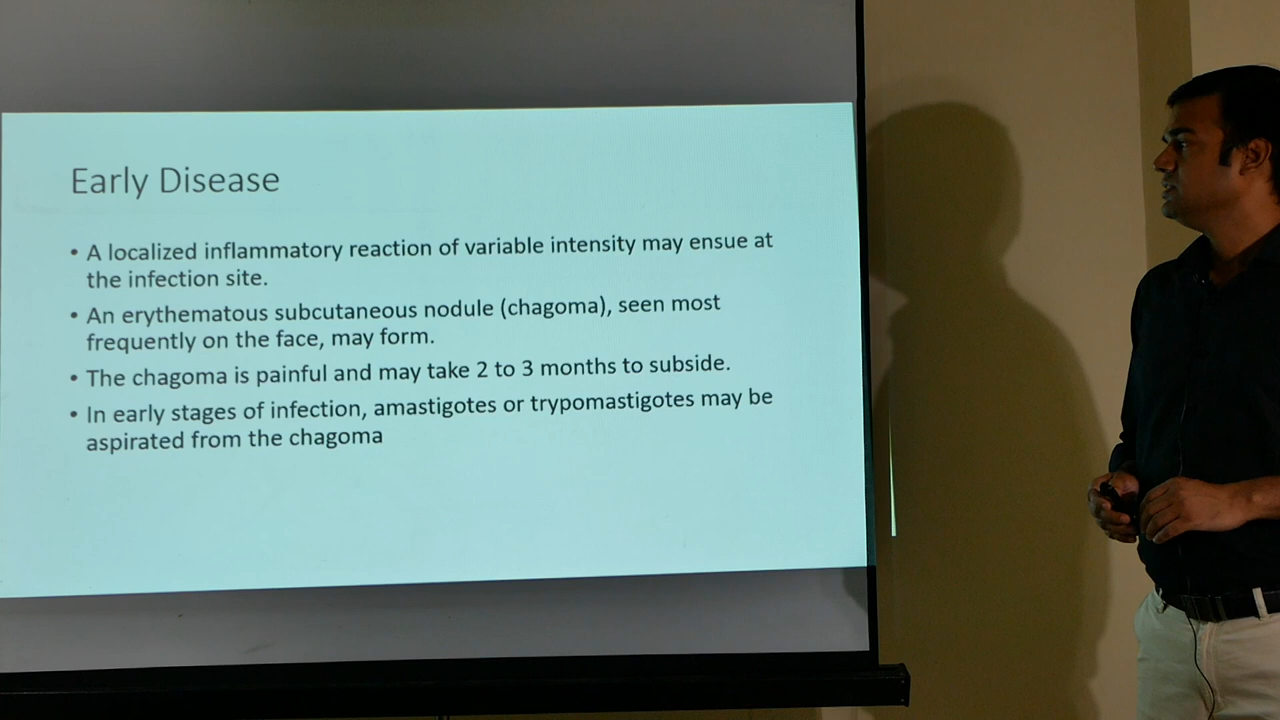 Early Disease
• A localized inflammatory reaction of variable intensity may ensue at
the infection site.
• An erythematous subcutaneous nodule (chagoma), seen most
frequently on the face, may form.
• The chagoma is painful and may take 2 to 3 months to subside.
• In early stages of infection, amastigotes or trypomastigotes may be
aspirated from the chagoma